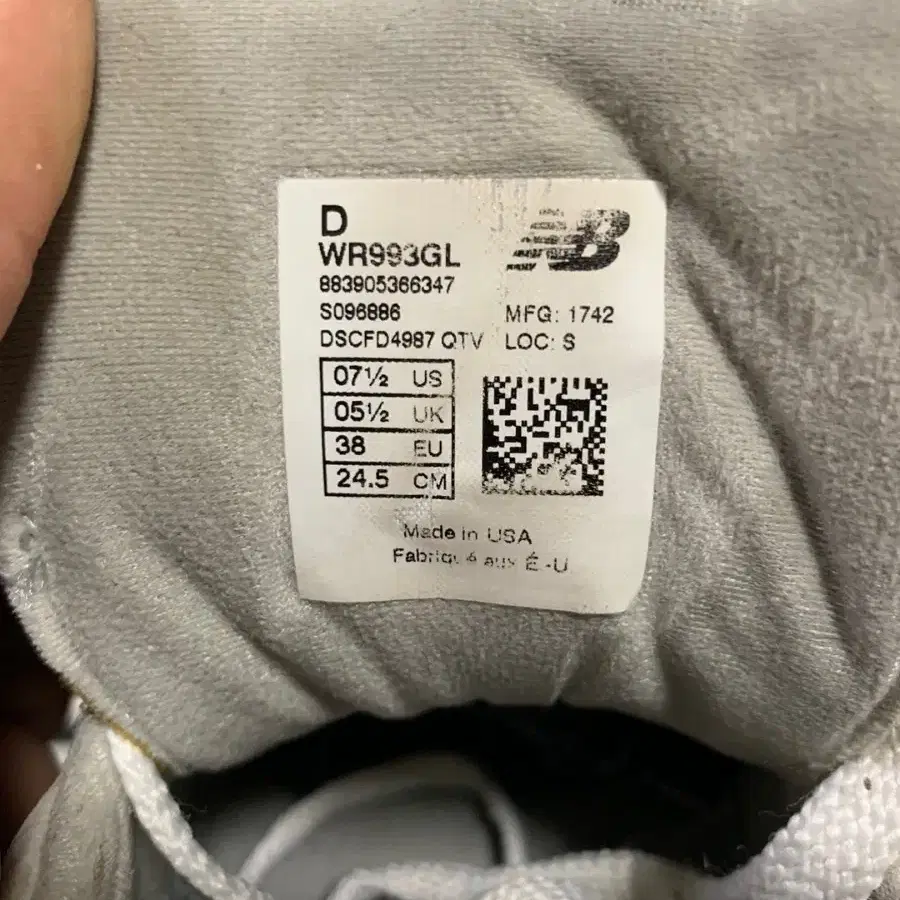 D
WR993GL
NB
883905366347
S096886 MFG: 1742
DSCFD4987 QTV LOC: S
07½ US
05½ UK
38 EU
24.5 CM
Made in USA
Fabriqué aux É.-U